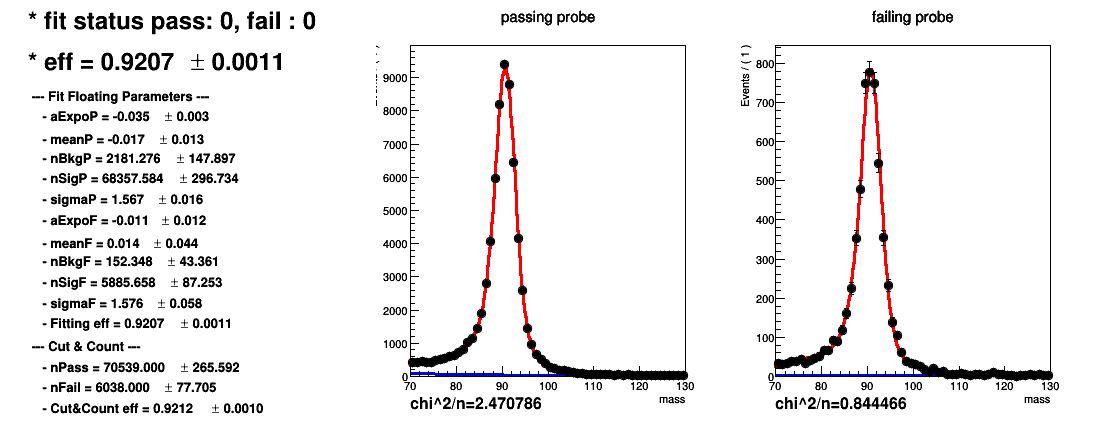 * fit status pass: 0, fail : 0
* eff = 0.9207 ± 0.0011
--- Fit Floating Parameters ---
- aExpoP = -0.035 ± 0.003
- meanP = -0.017 ± 0.013
- nBkgP = 2181.276 ± 147.897
- nSigP = 68357.584 ± 296.734
- sigmaP = 1.567 ± 0.016
- aExpoF = -0.011 ± 0.012
- meanF = 0.014 ± 0.044
- nBkgF = 152.348 ± 43.361
- nSigF = 5885.658 ± 87.253
- sigmaF = 1.576 ± 0.058
- Fitting eff = 0.9207 ± 0.0011
--- Cut & Count ---
- nPass = 70539.000 ± 265.592
- nFail = 6038.000 ± 77.705
- Cut&Count eff = 0.9212 ± 0.0010
passing probe
9000
8000
7000
6000
5000
4000
3000
2000
1000
0
70 80 90 100 110 120 130
mass
chi^2/n=2.470786
failing probe
Events / ( 1 )
800
700
600
500
400
300
200
100
0
70 80 90 100 110 120 130
mass
chi^2/n=0.844466